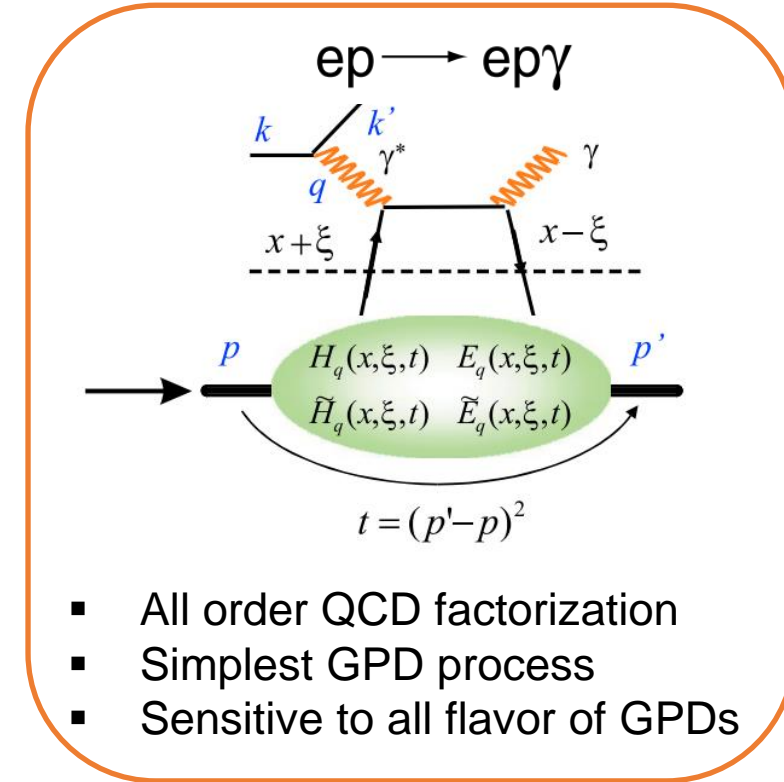 ep → epγ
k k'
q γ* γ
x+ξ x−ξ
p H_q(x,ξ,t) E_q(x,ξ,t) p'
H̃_q(x,ξ,t) Ẽ_q(x,ξ,t)
t = (p'−p)²
▪ All order QCD factorization
▪ Simplest GPD process
▪ Sensitive to all flavor of GPDs